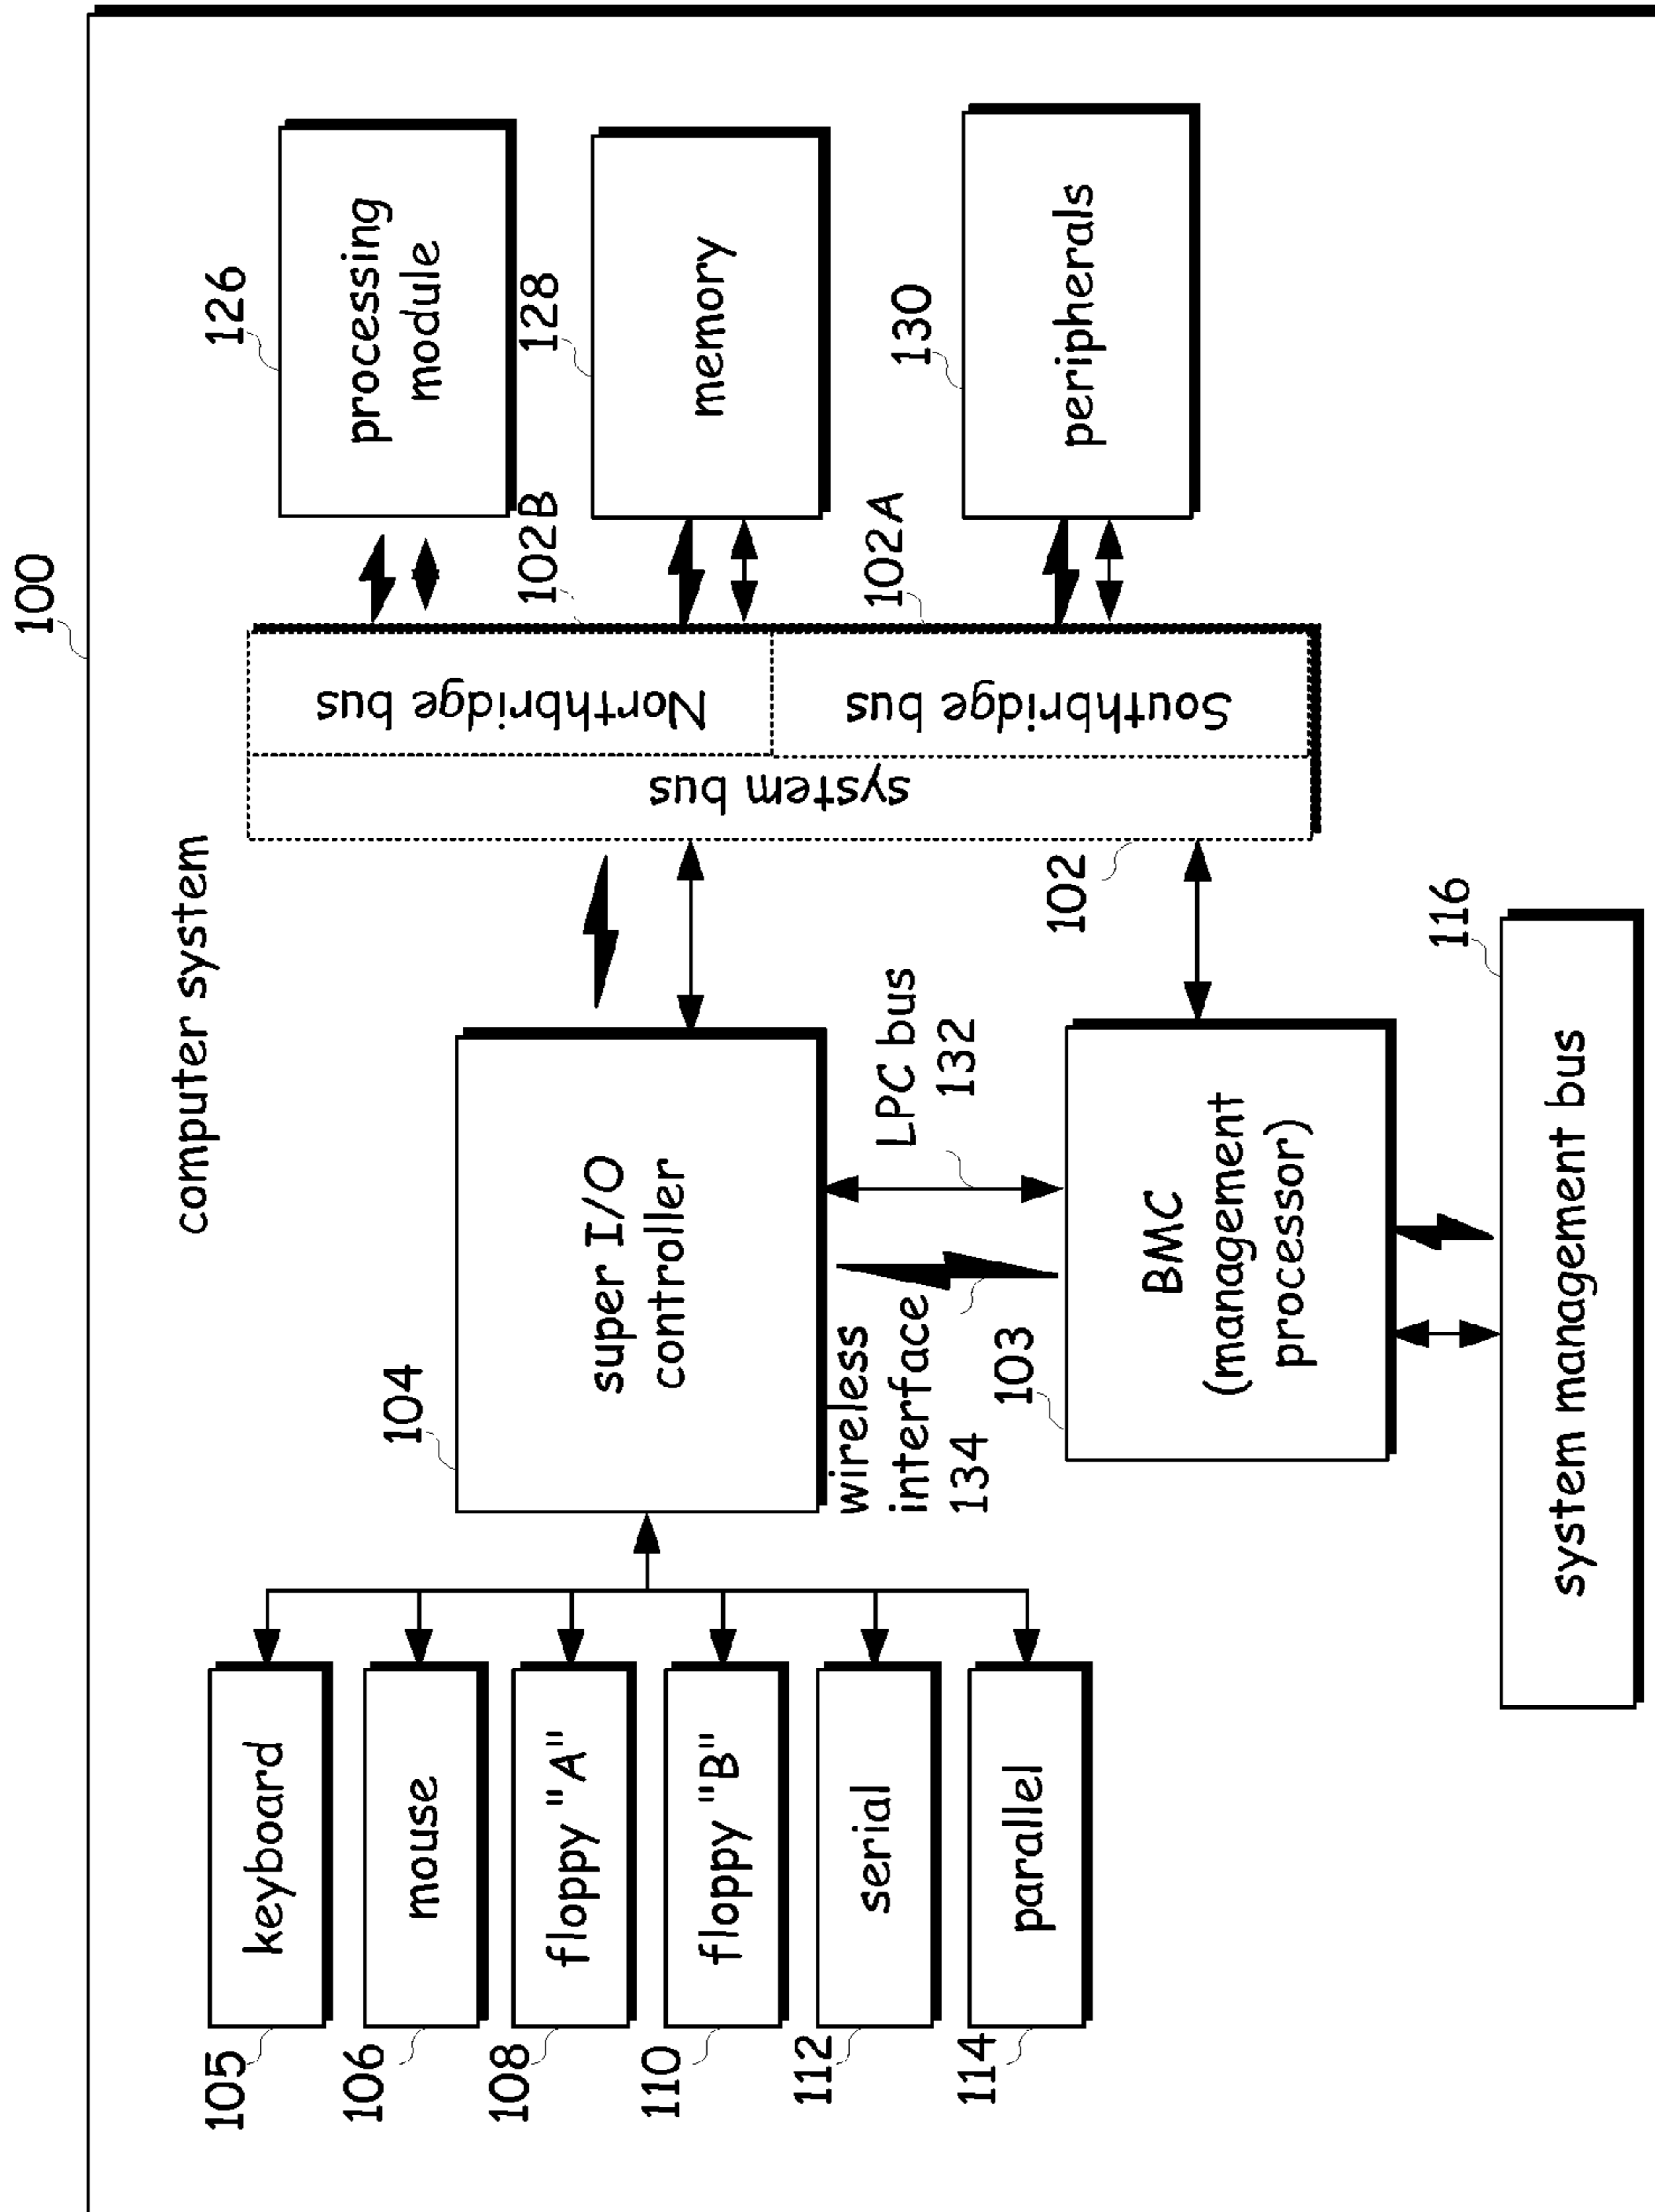 100
computer system
105
keyboard
106
mouse
108
floppy "A"
110
floppy "B"
112
serial
114
parallel
104
super I/O
controller
wireless
interface
134
LPC bus
132
103
BMC
(management
processor)
116
system management bus
102
system bus
Northbridge bus
Southbridge bus
102B
102A
126
processing
module
128
memory
130
peripherals